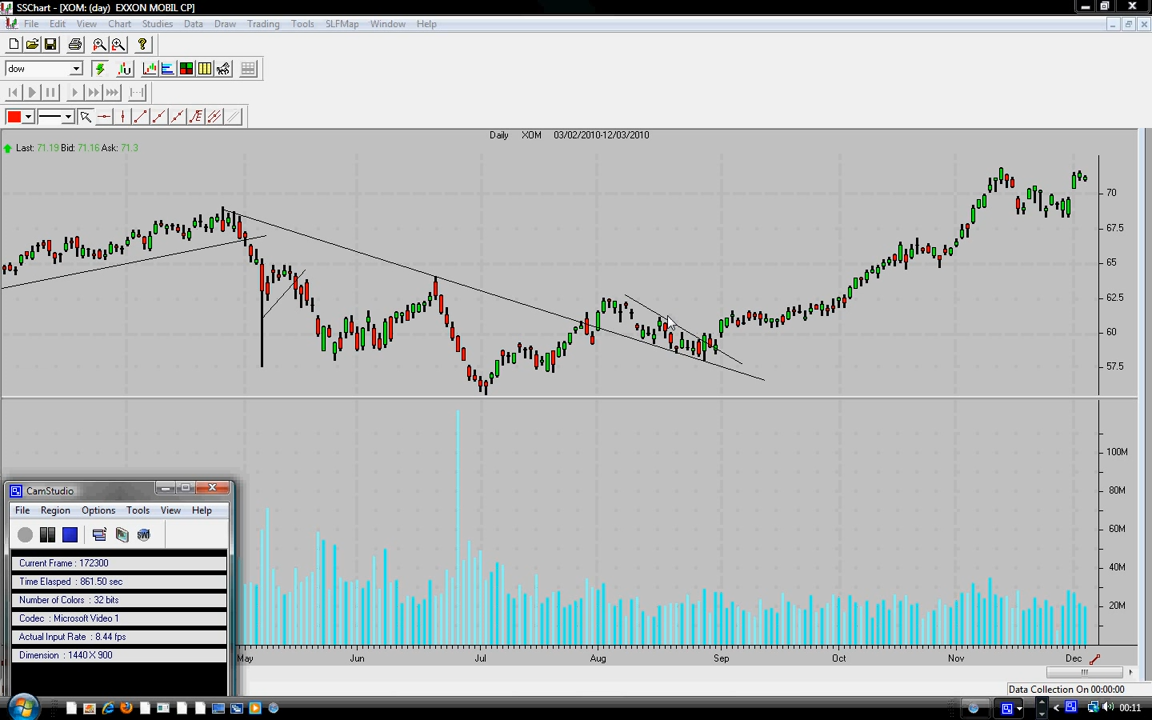 SSChart - [XOM: (day)  EXXON MOBIL CP]
File Edit View Chart Studies Data Draw Trading Tools SLFMap Window Help
dow
Daily XOM 03/02/2010-12/03/2010
Last: 71.19 Bid: 71.16 Ask: 71.3
70
67.5
65
62.5
60
57.5
100M
80M
60M
40M
20M
CamStudio
File Region Options Tools View Help
Current Frame : 172300
Time Elasped : 861.50 sec
Number of Colors : 32 bits
Codec : Microsoft Video 1
Actual Input Rate : 8.44 fps
Dimension : 1440 X 900
May Jun Jul Aug Sep Oct Nov Dec
Data Collection On 00:00:00
00:11